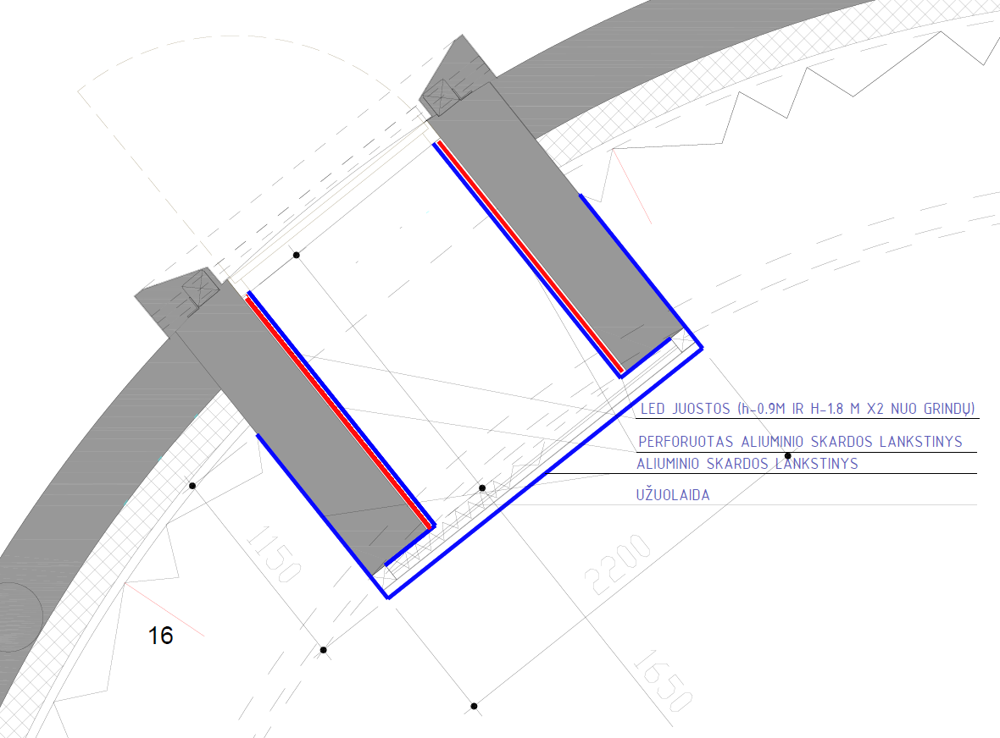 LED JUOSTOS (h-0.9M IR H-1.8 M X2 NUO GRINDŲ)
PERFORUOTAS ALIUMINIO SKARDOS LANKSTINYS
ALIUMINIO SKARDOS LANKSTINYS
UŽUOLAIDA
1150
2200
16
1650